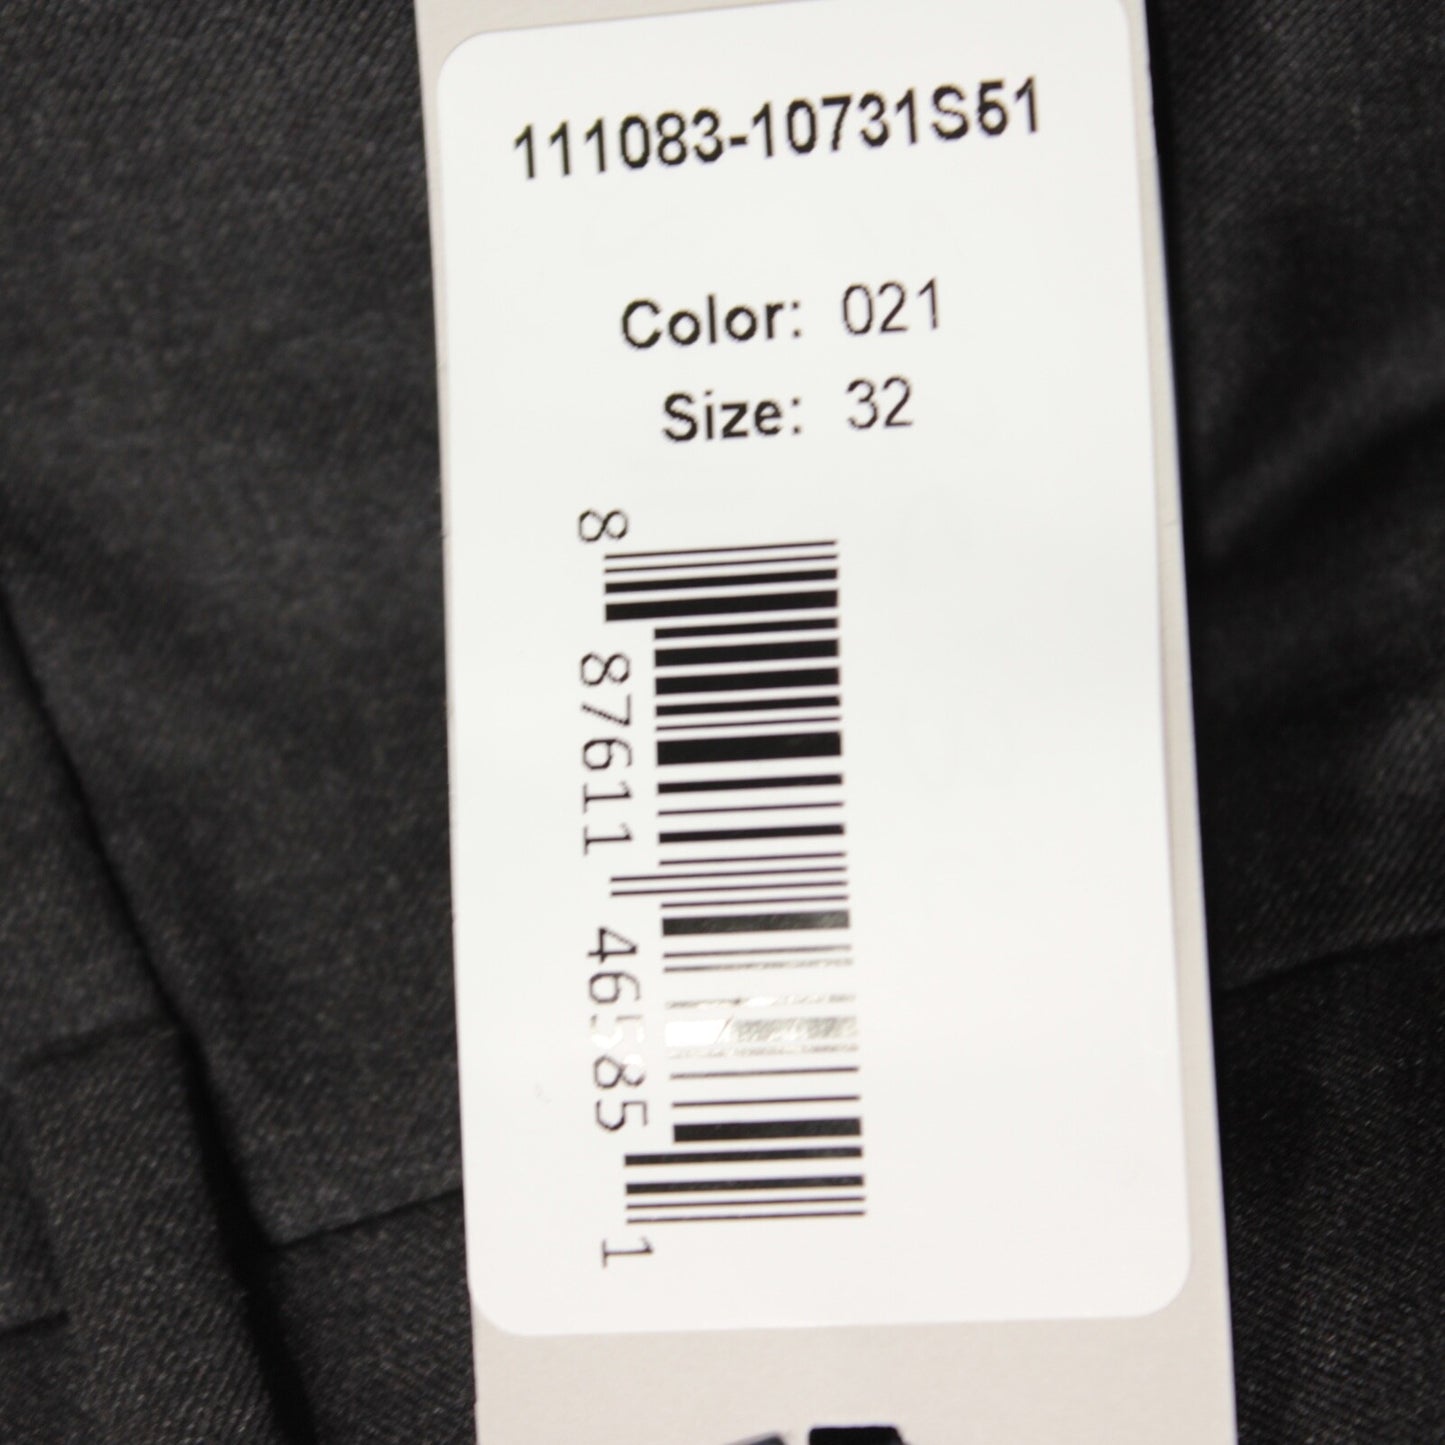 111083-10731S51
Color: 021
Size: 32
8 87611 46585 1